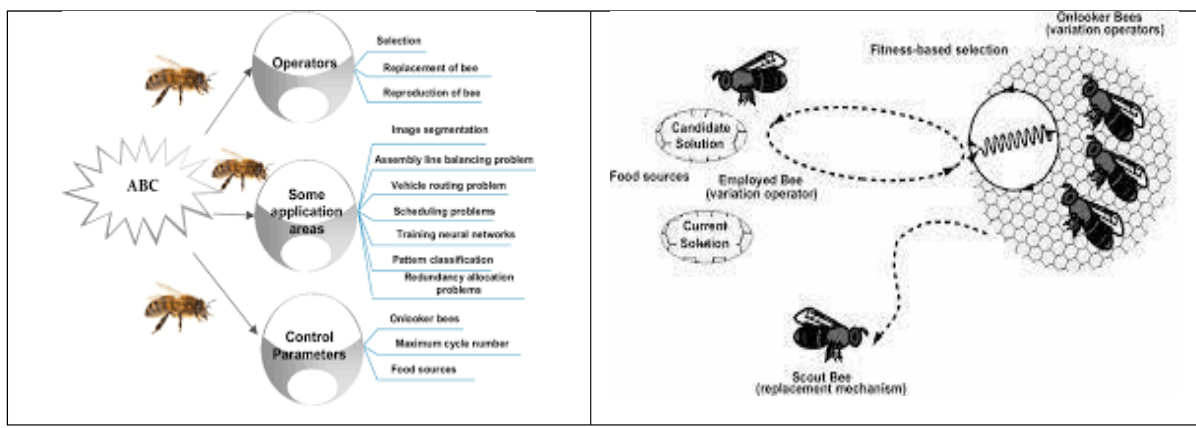 ABC
Operators
Selection
Replacement of bee
Reproduction of bee
Some
application
areas
Image segmentation
Assembly line balancing problem
Vehicle routing problem
Scheduling problems
Training neural networks
Pattern classification
Redundancy allocation
problems
Control
Parameters
Onlooker bees
Maximum cycle number
Food sources
Onlooker Bees
(variation operators)
Fitness-based selection
Candidate
Solution
Food sources
Employed Bee
(variation operator)
Current
Solution
Scout Bee
(replacement mechanism)